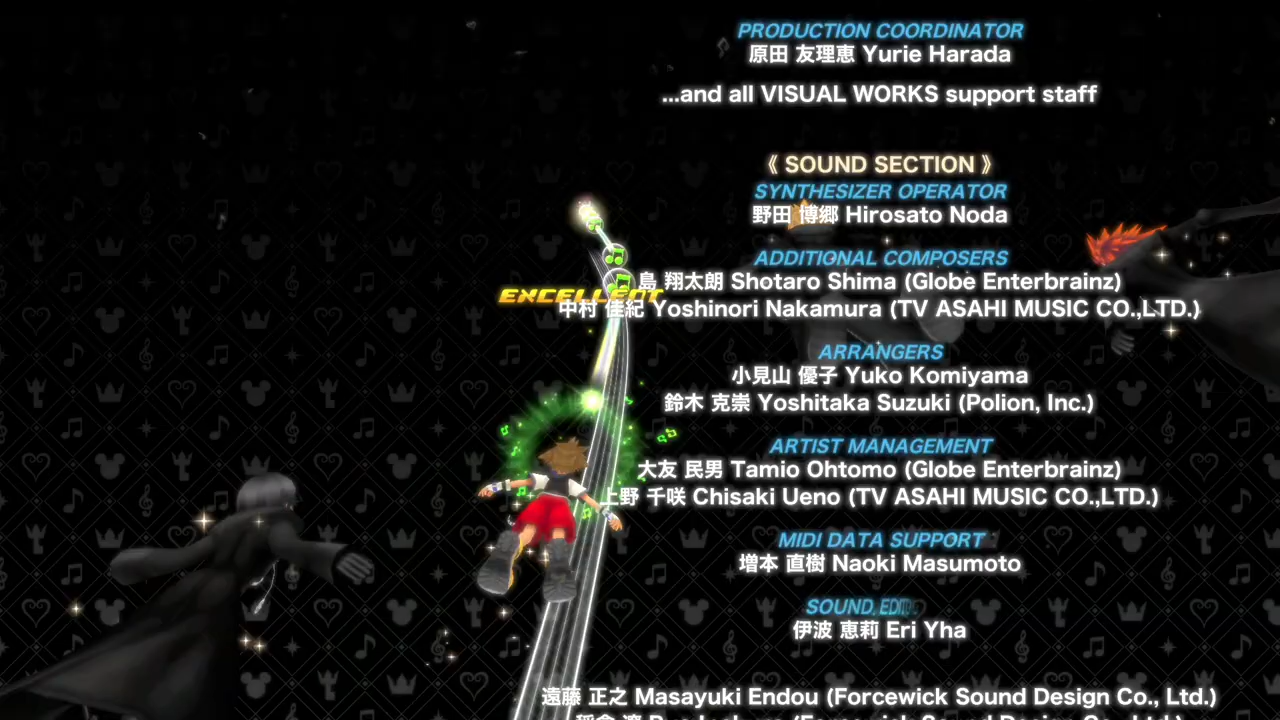 PRODUCTION COORDINATOR
原田 友理恵 Yurie Harada
...and all VISUAL WORKS support staff
《 SOUND SECTION 》
SYNTHESIZER OPERATOR
野田 博郷 Hirosato Noda
ADDITIONAL COMPOSERS
島 翔太朗 Shotaro Shima (Globe Enterbrainz)
EXCELLENT
中村 佳紀 Yoshinori Nakamura (TV ASAHI MUSIC CO.,LTD.)
ARRANGERS
小見山 優子 Yuko Komiyama
鈴木 克崇 Yoshitaka Suzuki (Polion, Inc.)
ARTIST MANAGEMENT
大友 民男 Tamio Ohtomo (Globe Enterbrainz)
上野 千咲 Chisaki Ueno (TV ASAHI MUSIC CO.,LTD.)
MIDI DATA SUPPORT
増本 直樹 Naoki Masumoto
SOUND
伊波 恵莉 Eri Yha
遠藤 正之 Masayuki Endou (Forcewick Sound Design Co., Ltd.)